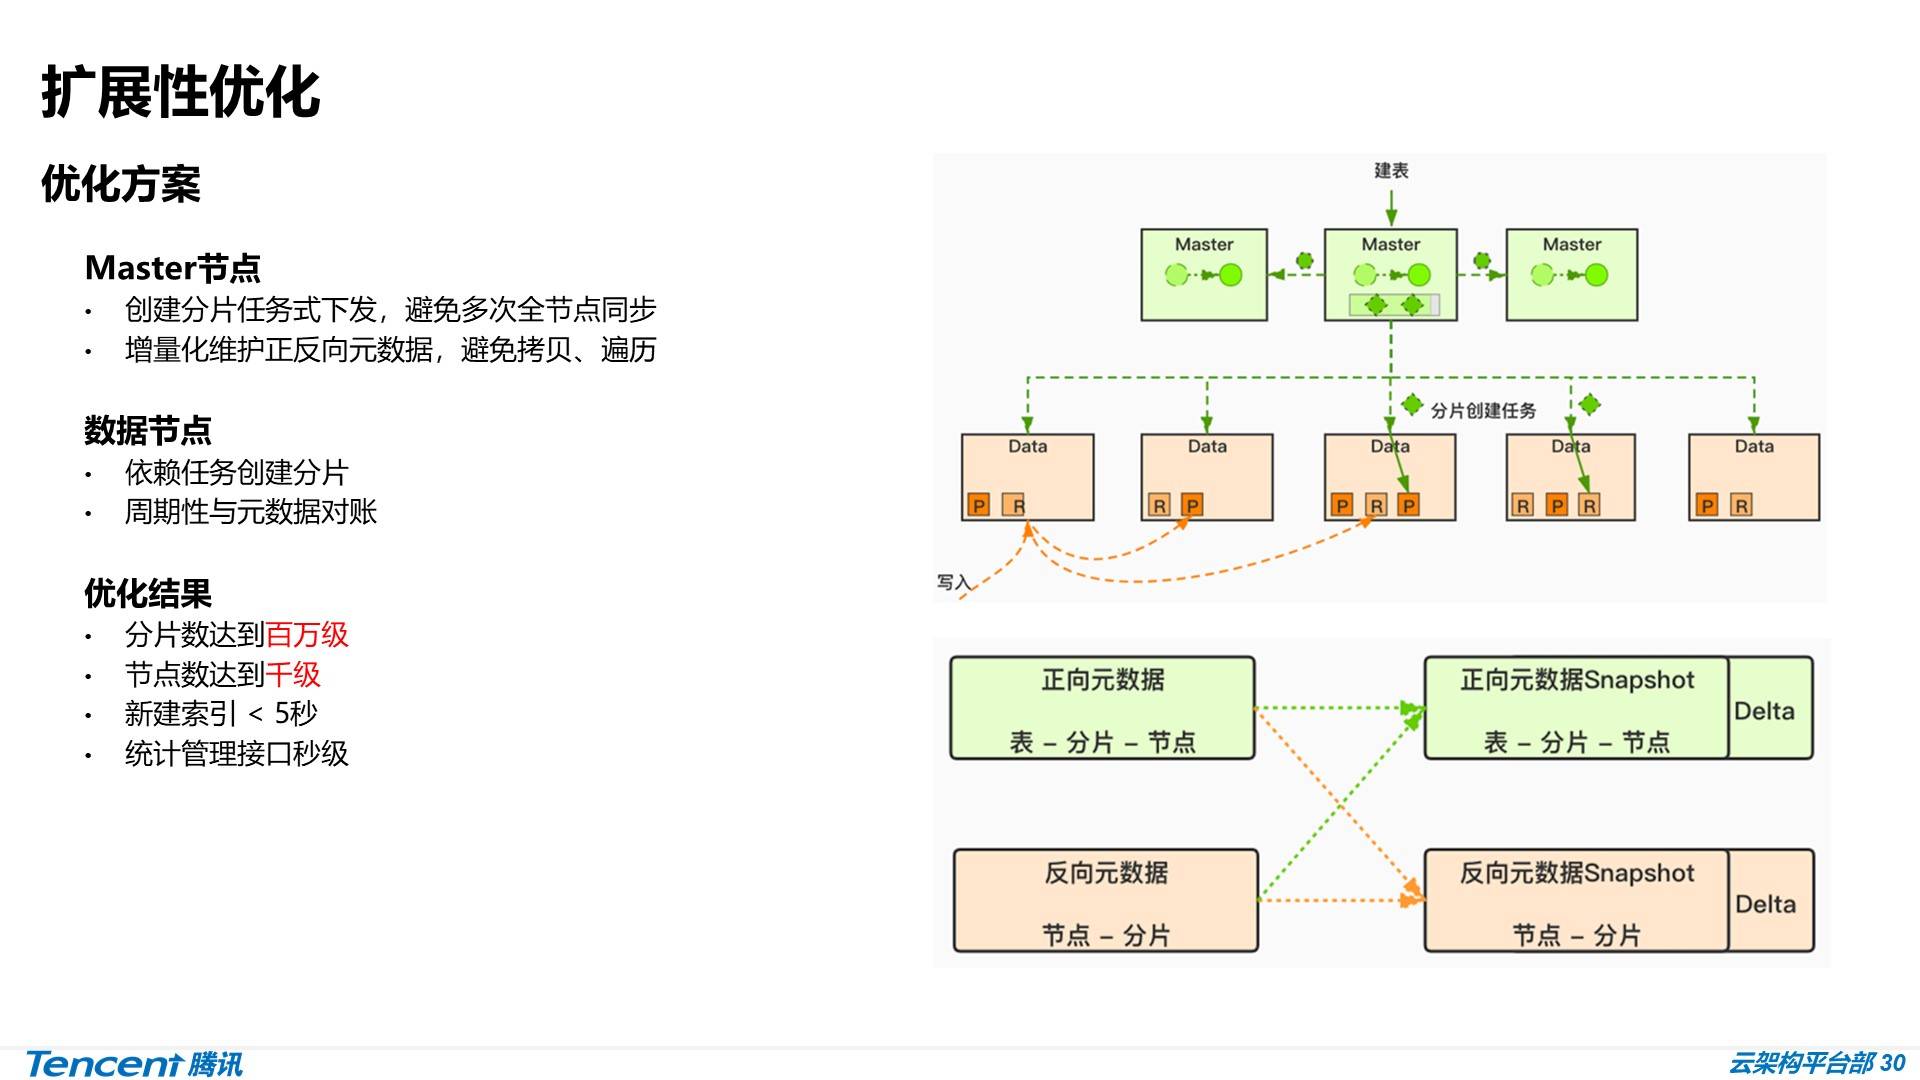 扩展性优化
优化方案
Master节点
• 创建分片任务式下发，避免多次全节点同步
• 增量化维护正反向元数据，避免拷贝、遍历
数据节点
• 依赖任务创建分片
• 周期性与元数据对账
优化结果
• 分片数达到百万级
• 节点数达到千级
• 新建索引 < 5秒
• 统计管理接口秒级
建表
Master Master Master
分片创建任务
Data Data Data Data Data
P R R P P R P R P R P R
写入
正向元数据
表 – 分片 – 节点
正向元数据Snapshot
表 – 分片 – 节点
Delta
反向元数据
节点 – 分片
反向元数据Snapshot
节点 – 分片
Delta
Tencent 腾讯
云架构平台部 30